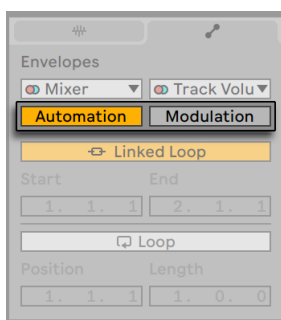 Envelopes
Mixer Track Volu
Automation Modulation
Linked Loop
Start End
1. 1. 1 2. 1. 1
Loop
Position Length
1. 1. 1 1. 0. 0